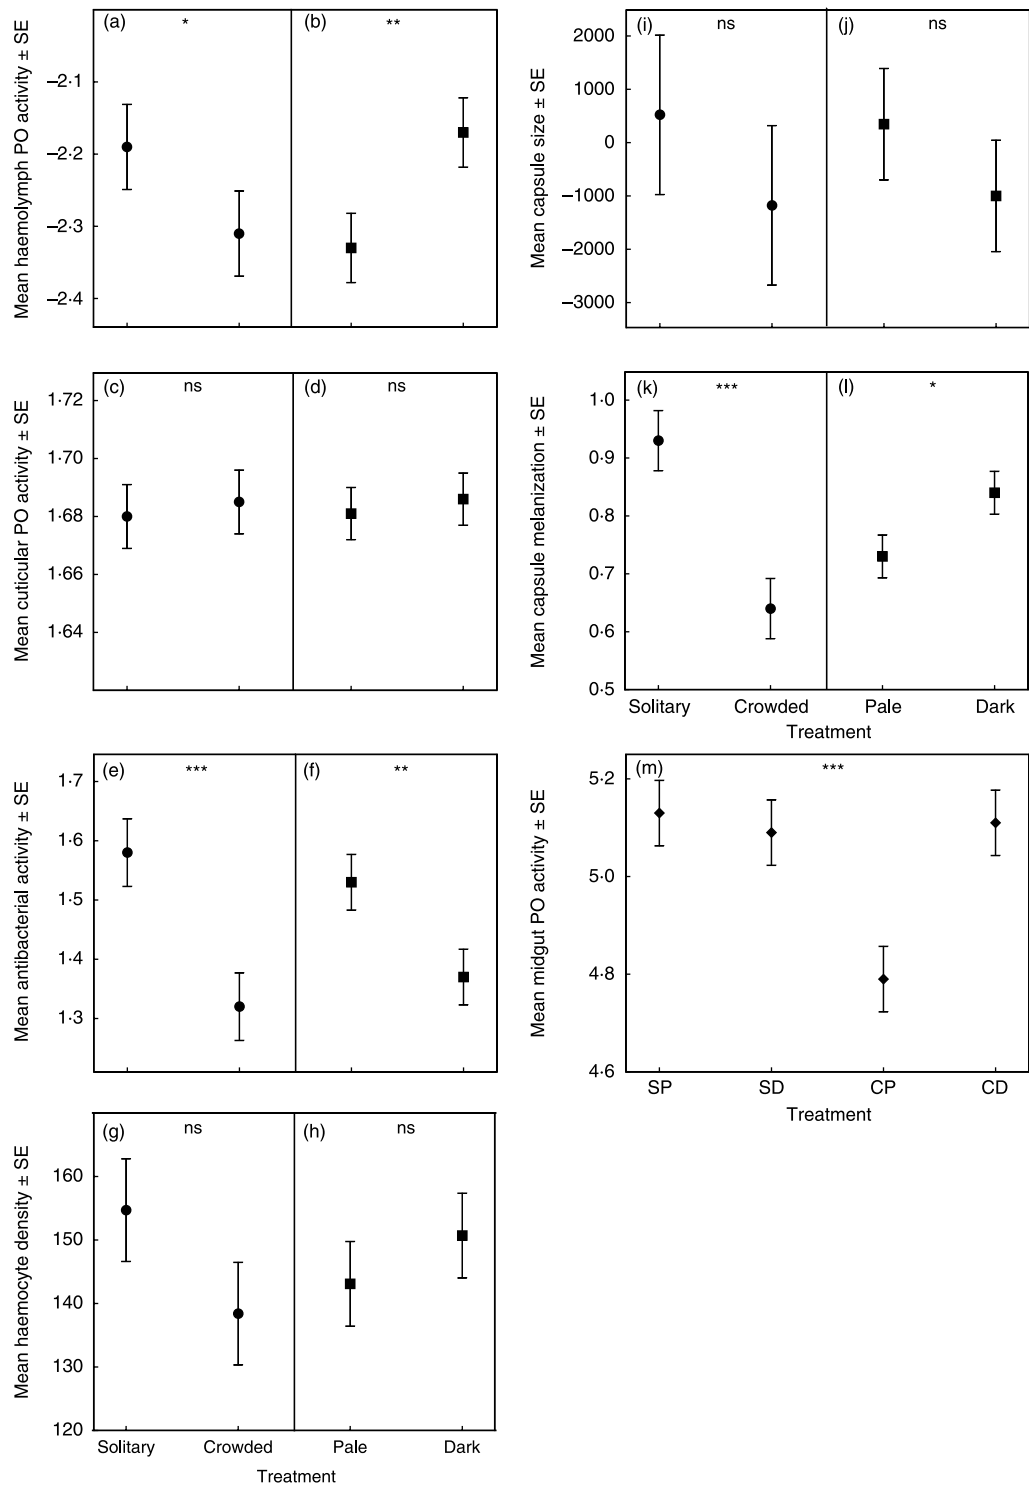 Mean haemolymph PO activity ± SE
(a)
*
(b)
**
–2·1
–2·2
–2·3
–2·4
Mean cuticular PO activity ± SE
(c)
ns
(d)
ns
1·72
1·70
1·68
1·66
1·64
Mean antibacterial activity ± SE
(e)
***
(f)
**
1·7
1·6
1·5
1·4
1·3
Mean haemocyte density ± SE
(g)
ns
(h)
ns
160
150
140
130
120
Solitary Crowded Pale Dark
Treatment
Mean capsule size ± SE
(i)
ns
(j)
ns
2000
1000
0
–1000
–2000
–3000
Mean capsule melanization ± SE
(k)
***
(l)
*
1·0
0·9
0·8
0·7
0·6
0·5
Solitary Crowded Pale Dark
Treatment
Mean midgut PO activity ± SE
(m)
***
5·2
5·0
4·8
4·6
SP SD CP CD
Treatment